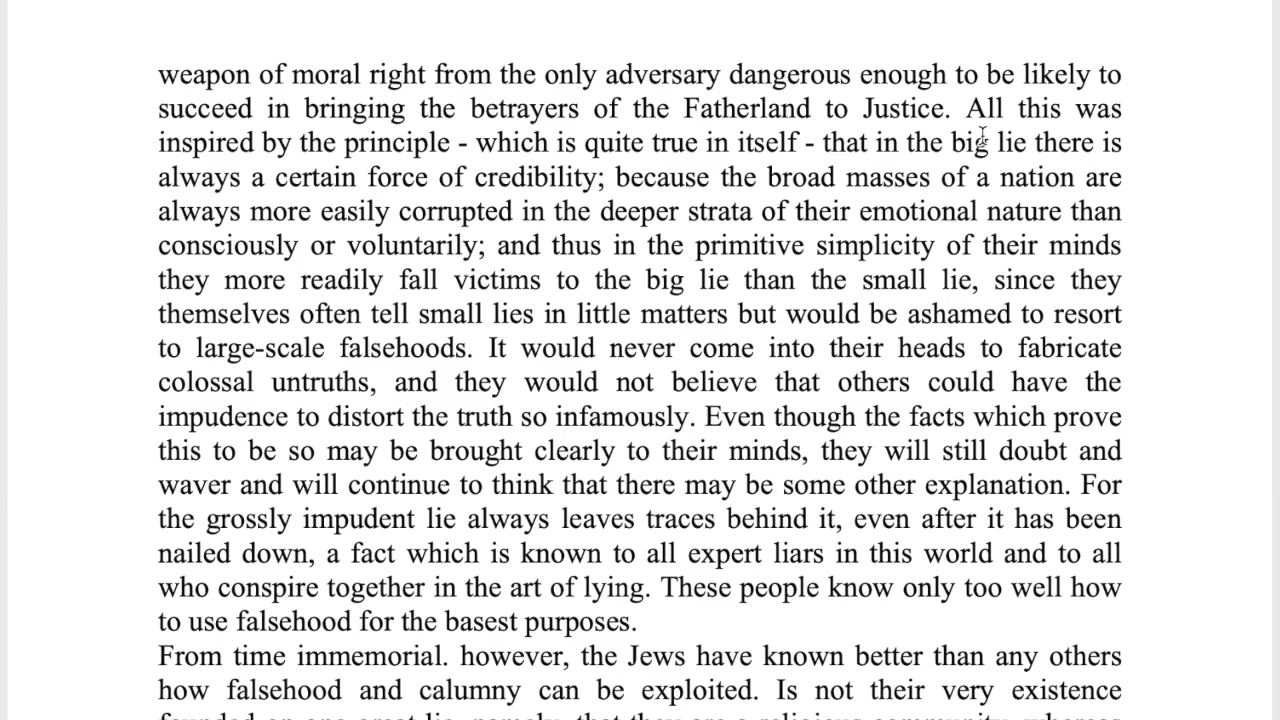 weapon of moral right from the only adversary dangerous enough to be likely to
succeed in bringing the betrayers of the Fatherland to Justice. All this was
inspired by the principle - which is quite true in itself - that in the big lie there is
always a certain force of credibility; because the broad masses of a nation are
always more easily corrupted in the deeper strata of their emotional nature than
consciously or voluntarily; and thus in the primitive simplicity of their minds
they more readily fall victims to the big lie than the small lie, since they
themselves often tell small lies in little matters but would be ashamed to resort
to large-scale falsehoods. It would never come into their heads to fabricate
colossal untruths, and they would not believe that others could have the
impudence to distort the truth so infamously. Even though the facts which prove
this to be so may be brought clearly to their minds, they will still doubt and
waver and will continue to think that there may be some other explanation. For
the grossly impudent lie always leaves traces behind it, even after it has been
nailed down, a fact which is known to all expert liars in this world and to all
who conspire together in the art of lying. These people know only too well how
to use falsehood for the basest purposes.
From time immemorial. however, the Jews have known better than any others
how falsehood and calumny can be exploited. Is not their very existence
founded on one great lie, namely, that they are a religious community, whereas